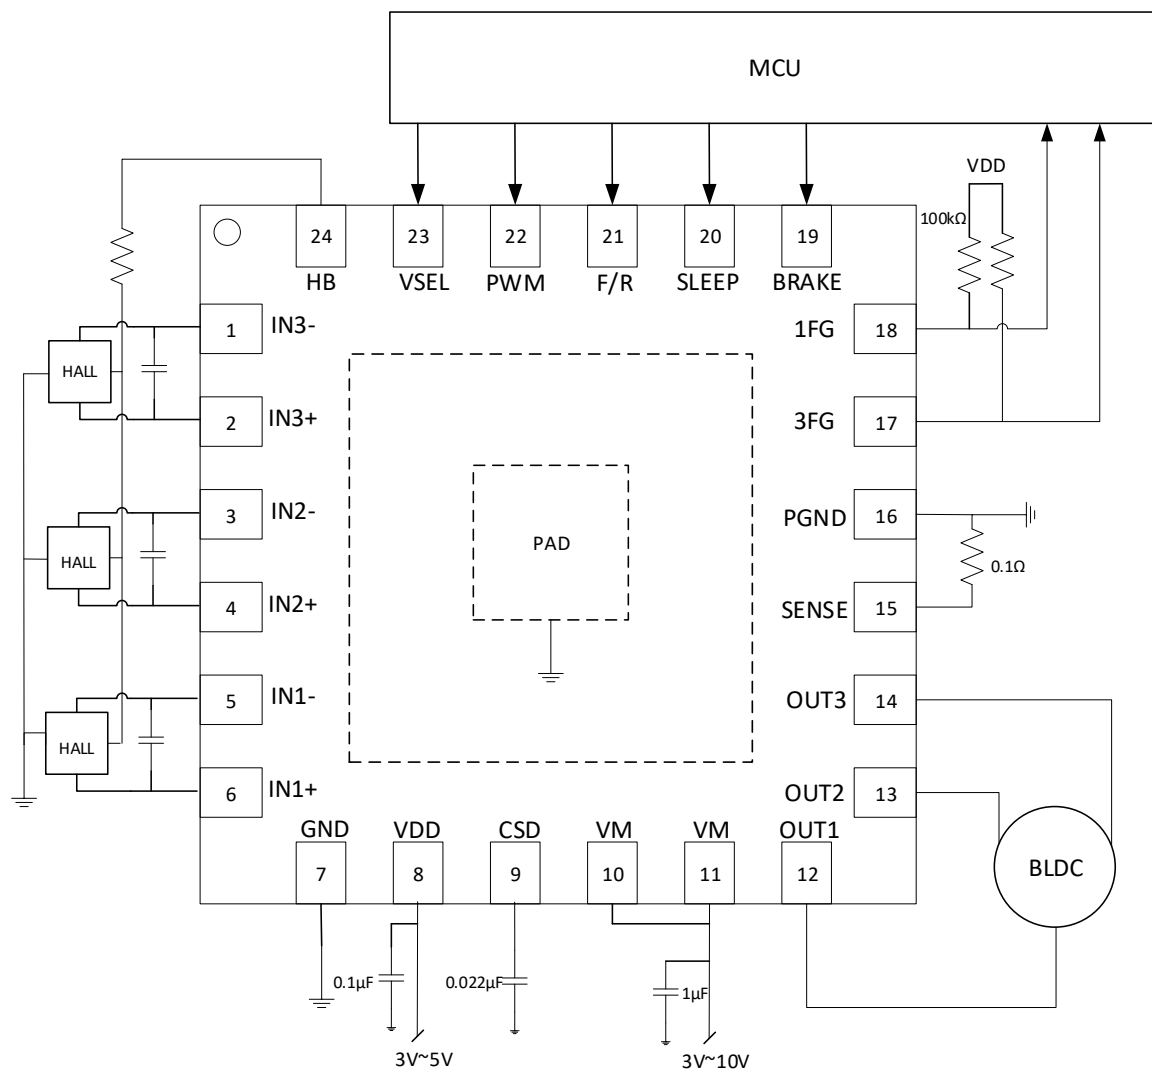 MCU
VDD
100kΩ
24
23
22
21
20
19
HB
VSEL
PWM
F/R
SLEEP
BRAKE
1
IN3-
1FG
18
HALL
2
IN3+
3FG
17
3
IN2-
PGND
16
HALL
PAD
0.1Ω
4
IN2+
SENSE
15
5
IN1-
OUT3
14
HALL
6
IN1+
OUT2
13
GND
VDD
CSD
VM
VM
OUT1
7
8
9
10
11
12
BLDC
0.1μF
0.022μF
1μF
3V~5V
3V~10V